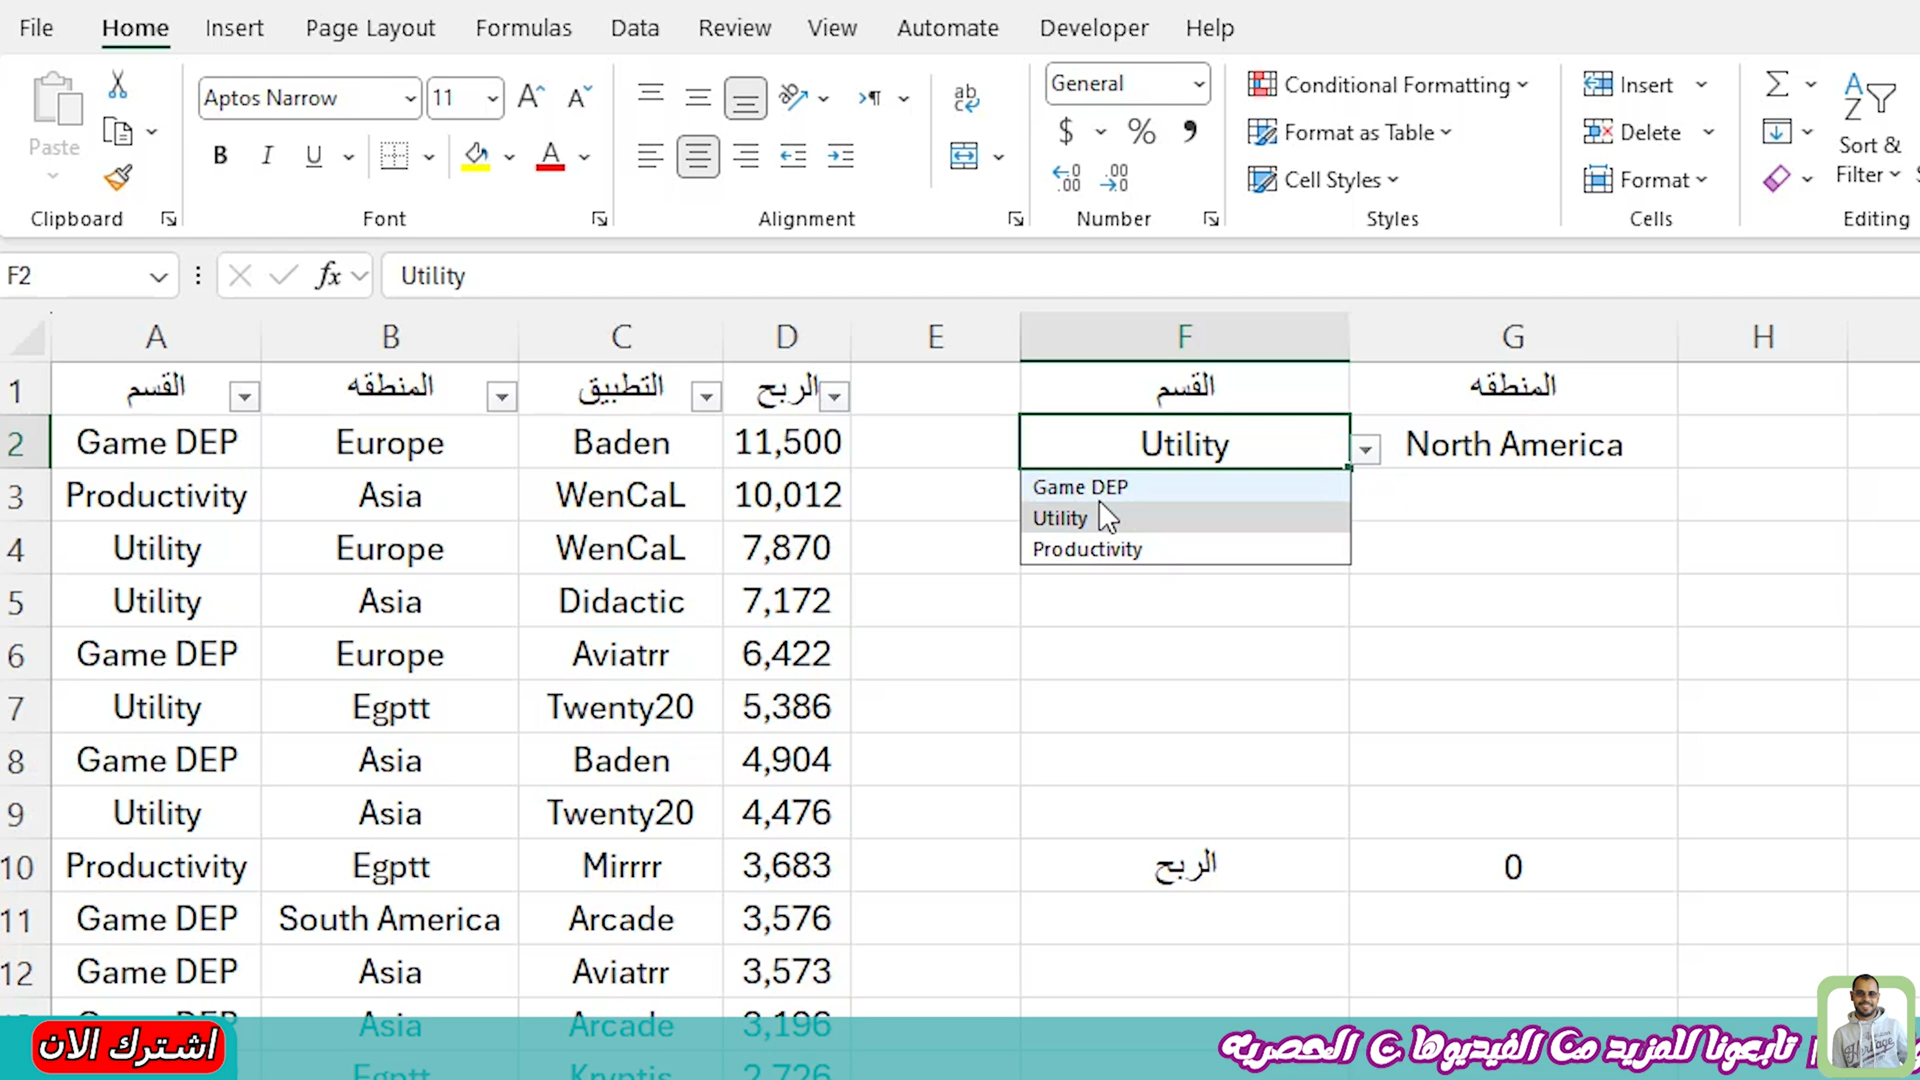 File Home Insert Page Layout Formulas Data Review View Automate Developer Help
Paste
Aptos Narrow 11
General
Conditional Formatting
Format as Table
Cell Styles
Insert
Delete
Format
Sort &
Filter
Clipboard Font Alignment Number Styles Cells Editing
F2 fx Utility
A B C D E F G H
1 القسم المنطقه التطبيق الربح القسم المنطقه
2 Game DEP Europe Baden 11,500 Utility North America
Game DEP
Utility
Productivity
3 Productivity Asia WenCaL 10,012
4 Utility Europe WenCaL 7,870
5 Utility Asia Didactic 7,172
6 Game DEP Europe Aviatrr 6,422
7 Utility Egptt Twenty20 5,386
8 Game DEP Asia Baden 4,904
9 Utility Asia Twenty20 4,476
10 Productivity Egptt Mirrrr 3,683 الربح 0
11 Game DEP South America Arcade 3,576
12 Game DEP Asia Aviatrr 3,573
Asia Arcade 3,196
Egptt Kryptis 2,726
اشترك الان
تابعونا للمزيد من الفيديوهات الحصريه
Heritage